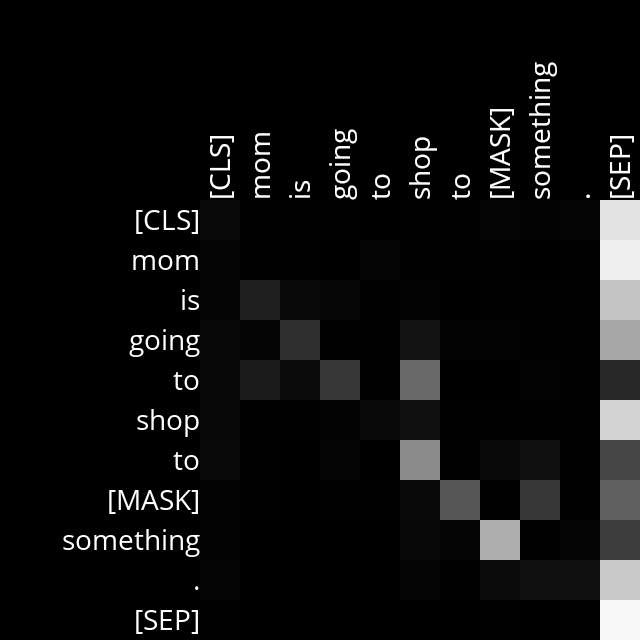 [CLS] mom is going to shop to [MASK] something . [SEP]
[CLS]
mom
is
going
to
shop
to
[MASK]
something
.
[SEP]